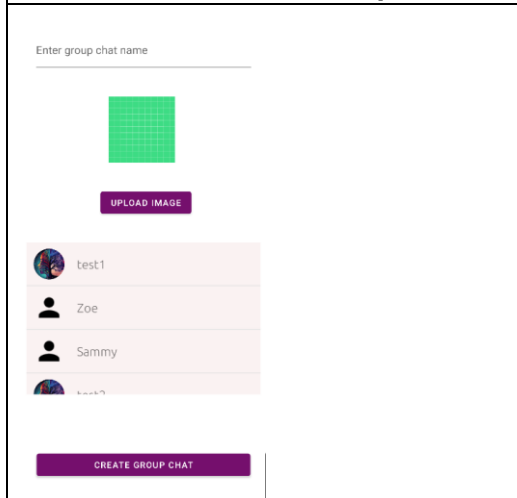 Enter group chat name
UPLOAD IMAGE
test1
Zoe
Sammy
CREATE GROUP CHAT